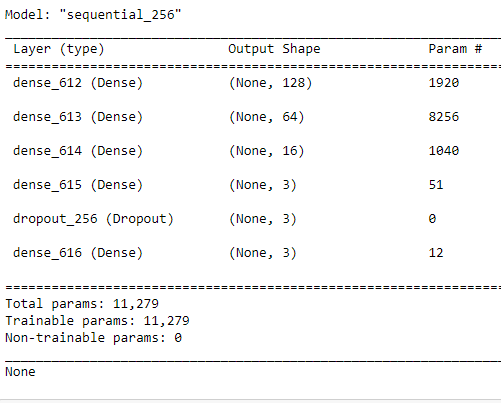 Model: "sequential_256"
Layer (type) Output Shape Param #
dense_612 (Dense) (None, 128) 1920
dense_613 (Dense) (None, 64) 8256
dense_614 (Dense) (None, 16) 1040
dense_615 (Dense) (None, 3) 51
dropout_256 (Dropout) (None, 3) 0
dense_616 (Dense) (None, 3) 12
Total params: 11,279
Trainable params: 11,279
Non-trainable params: 0
None